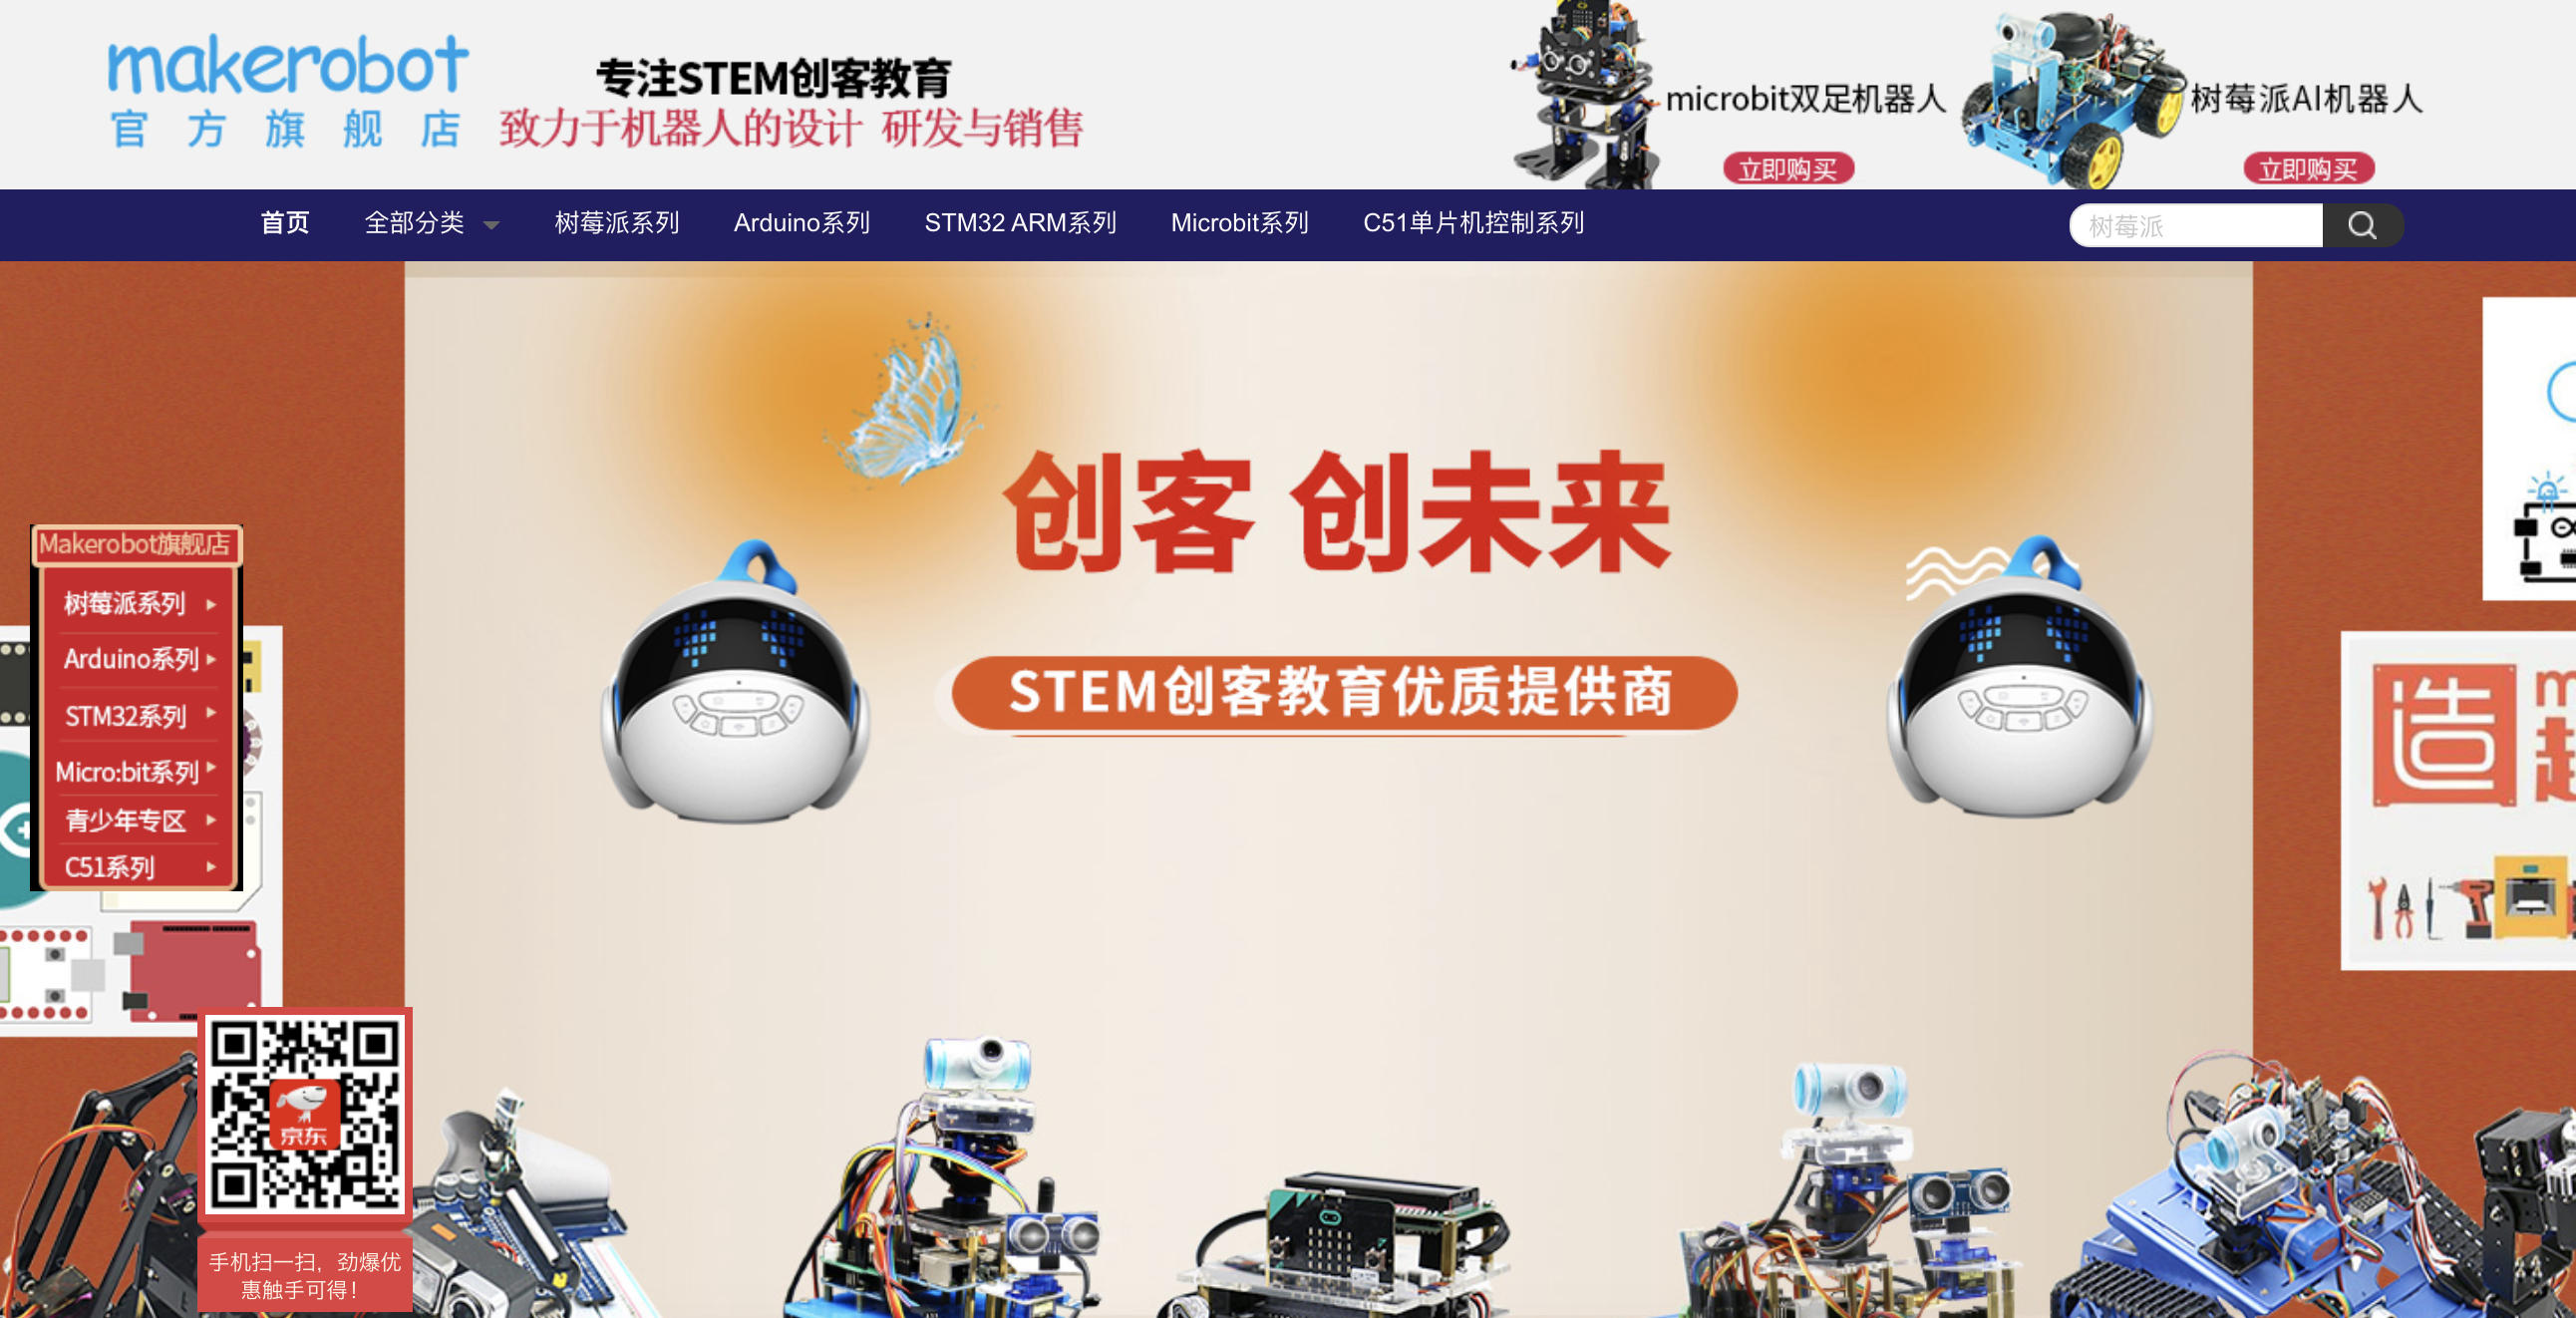 makerobot
官方旗舰店
专注STEM创客教育
致力于机器人的设计 研发与销售
microbit双足机器人
立即购买
树莓派AI机器人
立即购买
首页 全部分类 树莓派系列 Arduino系列 STM32 ARM系列 Microbit系列 C51单片机控制系列
树莓派
创客 创未来
STEM创客教育优质提供商
Makerobot旗舰店
树莓派系列
Arduino系列
STM32系列
Micro:bit系列
青少年专区
C51系列
造
京东
手机扫一扫，劲爆优
惠触手可得！